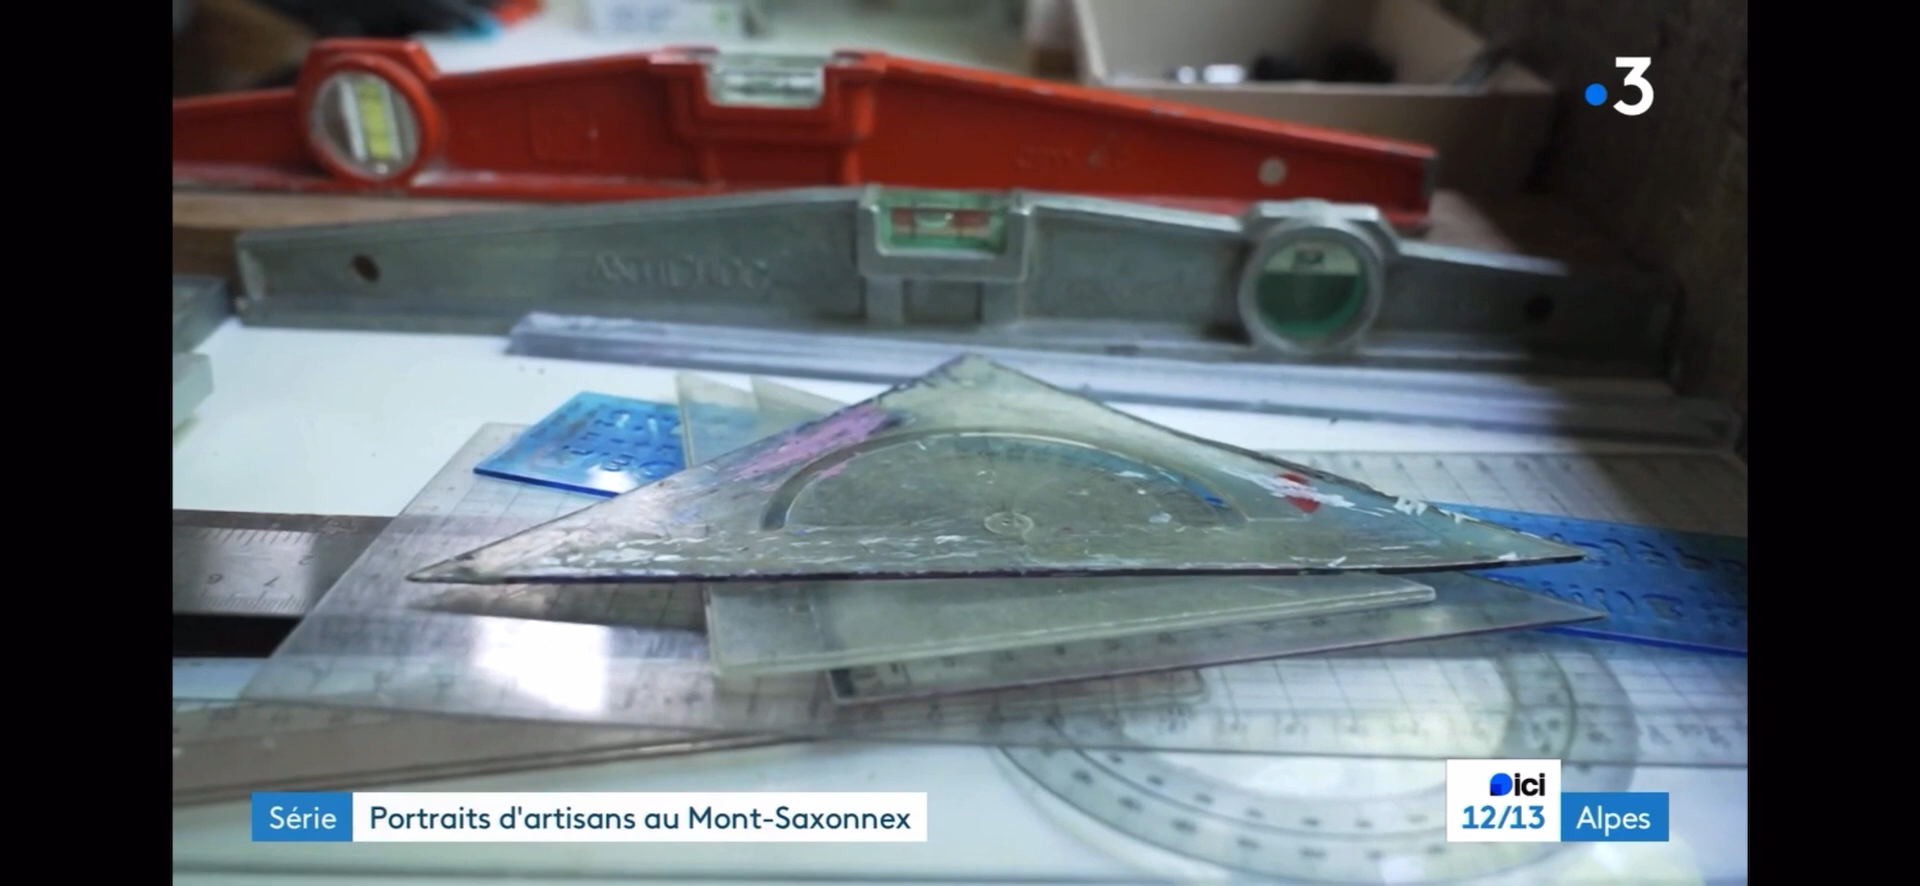 3
Série Portraits d'artisans au Mont-Saxonnex
ici
12/13 Alpes